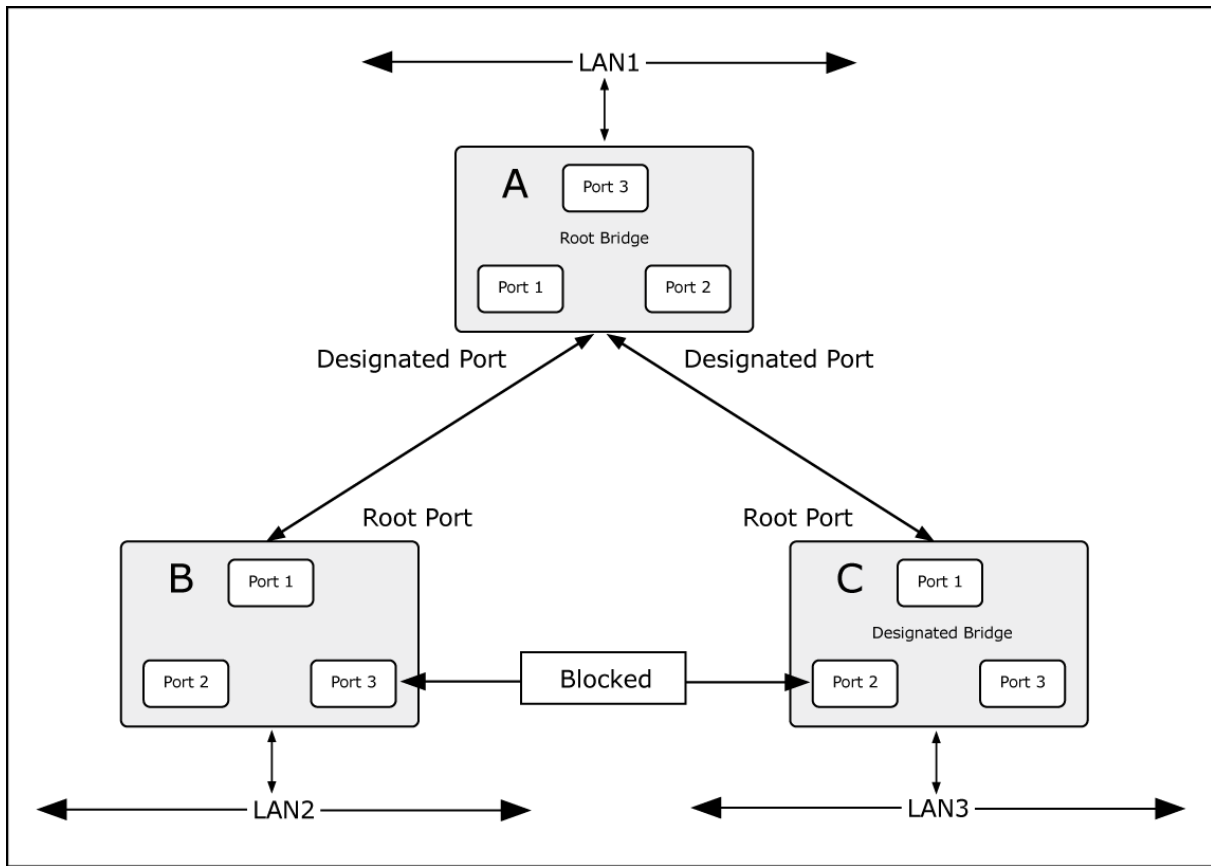 LAN1
A
Port 3
Root Bridge
Port 1
Port 2
Designated Port
Designated Port
Root Port
Root Port
B
Port 1
Port 2
Port 3
Blocked
C
Port 1
Designated Bridge
Port 2
Port 3
LAN2
LAN3